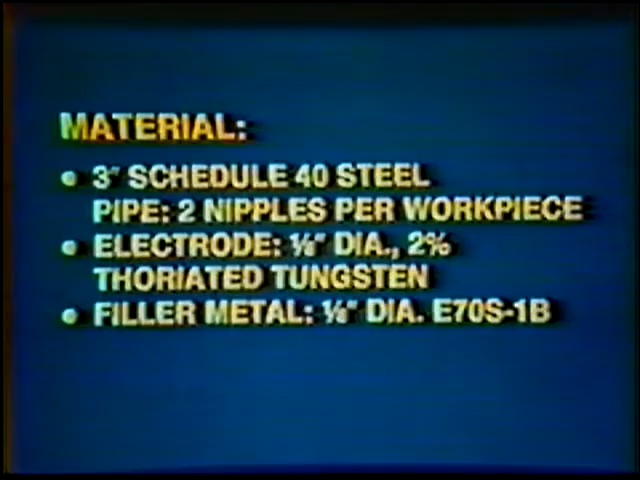 MATERIAL:
• 3" SCHEDULE 40 STEEL
PIPE: 2 NIPPLES PER WORKPIECE
• ELECTRODE: ⅛" DIA., 2%
THORIATED TUNGSTEN
• FILLER METAL: ⅛" DIA. E70S-1B